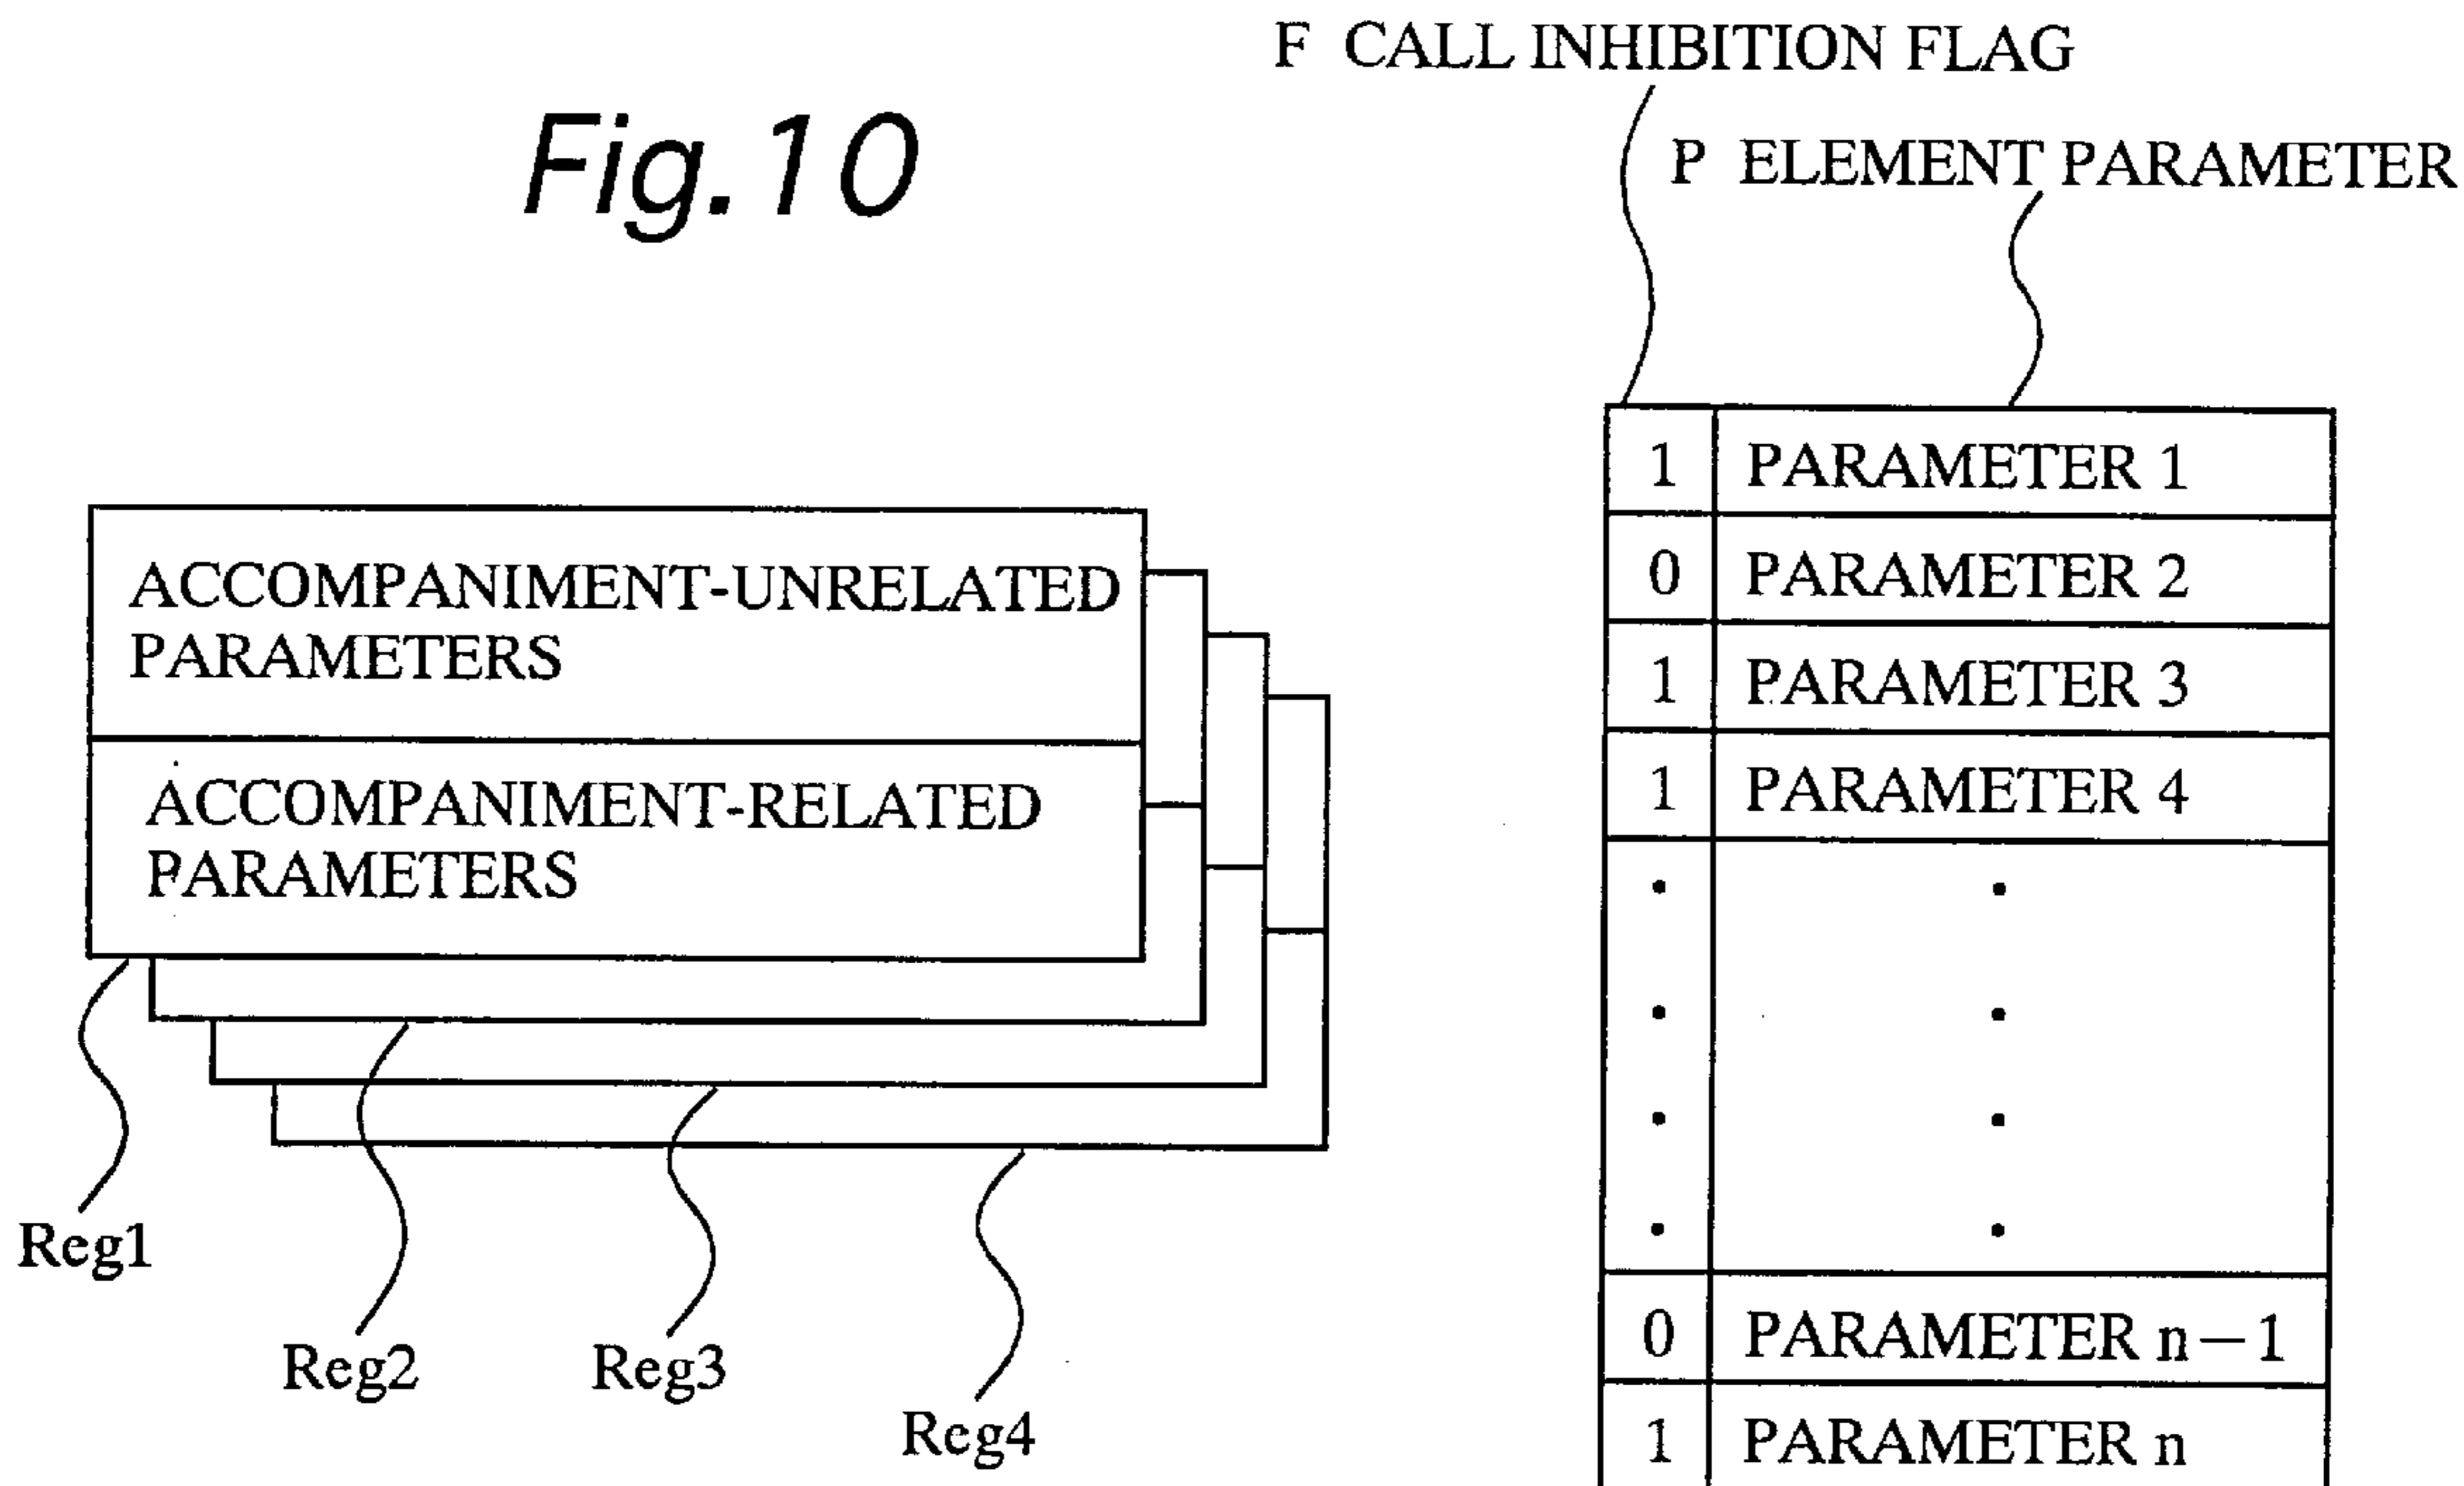 F CALL INHIBITION FLAG
Fig.10
P ELEMENT PARAMETER
1 PARAMETER 1
0 PARAMETER 2
1 PARAMETER 3
1 PARAMETER 4
0 PARAMETER n-1
1 PARAMETER n
ACCOMPANIMENT-UNRELATED
PARAMETERS
ACCOMPANIMENT-RELATED
PARAMETERS
Reg1
Reg2
Reg3
Reg4